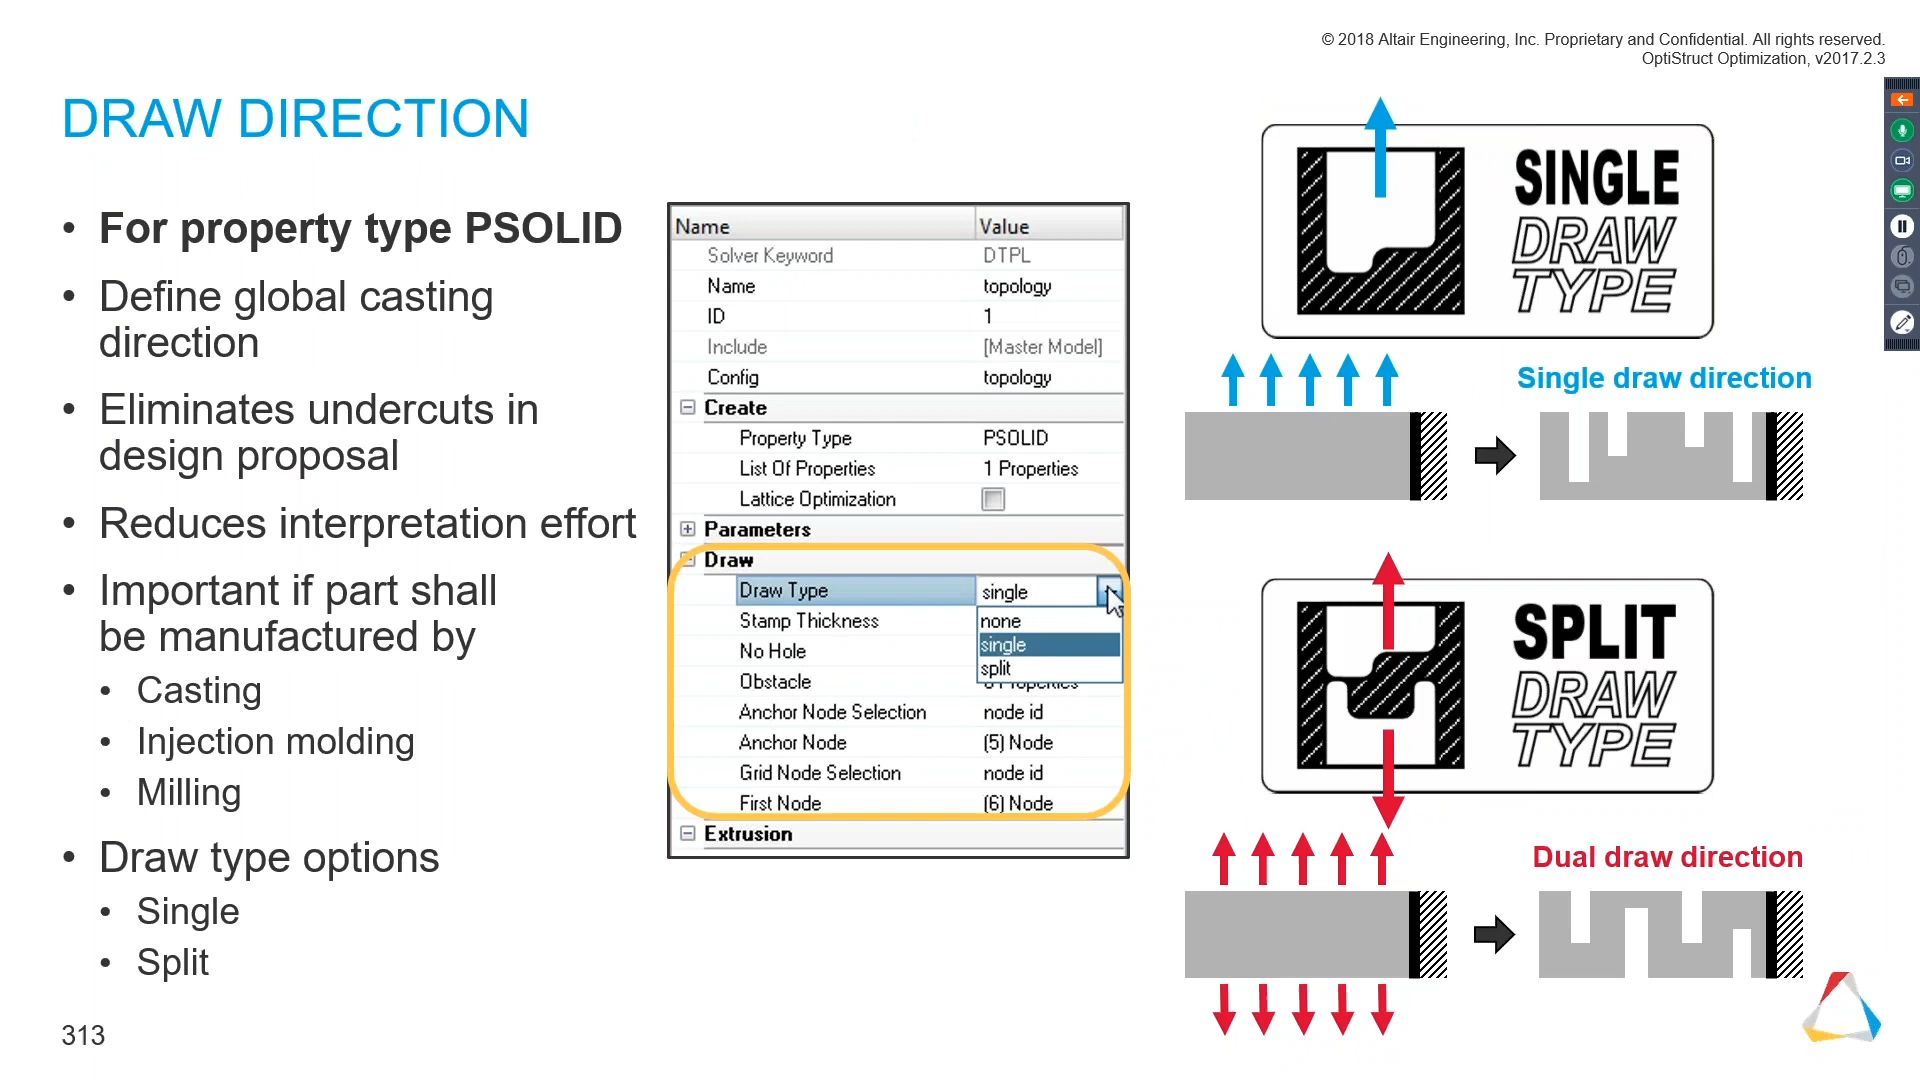 © 2018 Altair Engineering, Inc. Proprietary and Confidential. All rights reserved.
OptiStruct Optimization, v2017.2.3
DRAW DIRECTION
• For property type PSOLID
• Define global casting
direction
• Eliminates undercuts in
design proposal
• Reduces interpretation effort
• Important if part shall
be manufactured by
• Casting
• Injection molding
• Milling
• Draw type options
• Single
• Split
313
Name Value
Solver Keyword DTPL
Name topology
ID 1
Include [Master Model]
Config topology
Create
Property Type PSOLID
List Of Properties 1 Properties
Lattice Optimization
Parameters
Draw
Draw Type single
Stamp Thickness none
No Hole single
split
Obstacle
Anchor Node Selection node id
Anchor Node (5) Node
Grid Node Selection node id
First Node (6) Node
Extrusion
SINGLE
DRAW
TYPE
Single draw direction
SPLIT
DRAW
TYPE
Dual draw direction